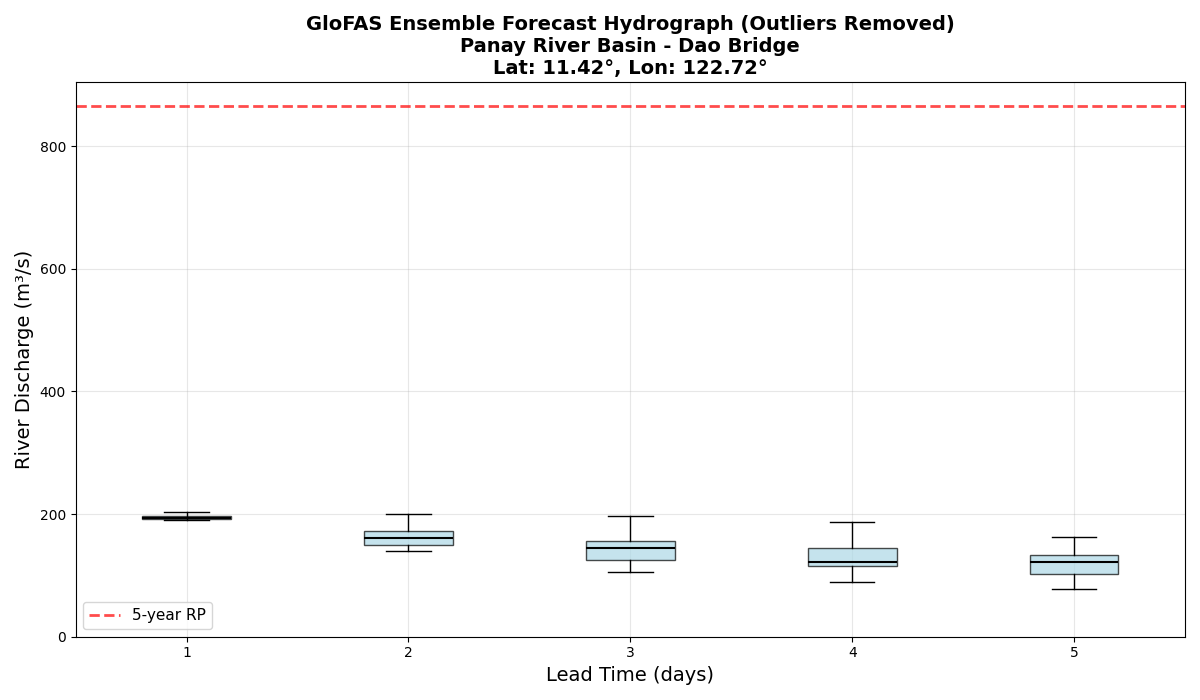 GloFAS Ensemble Forecast Hydrograph (Outliers Removed)
Panay River Basin - Dao Bridge
Lat: 11.42°, Lon: 122.72°
River Discharge (m³/s)
800
600
400
200
0
5-year RP
1 2 3 4 5
Lead Time (days)